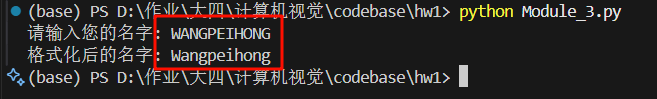 (base) PS D:\作业\大四\计算机视觉\codebase\hw1> python Module_3.py
请输入您的名字: WANGPEIHONG
格式化后的名字: Wangpeihong
(base) PS D:\作业\大四\计算机视觉\codebase\hw1>